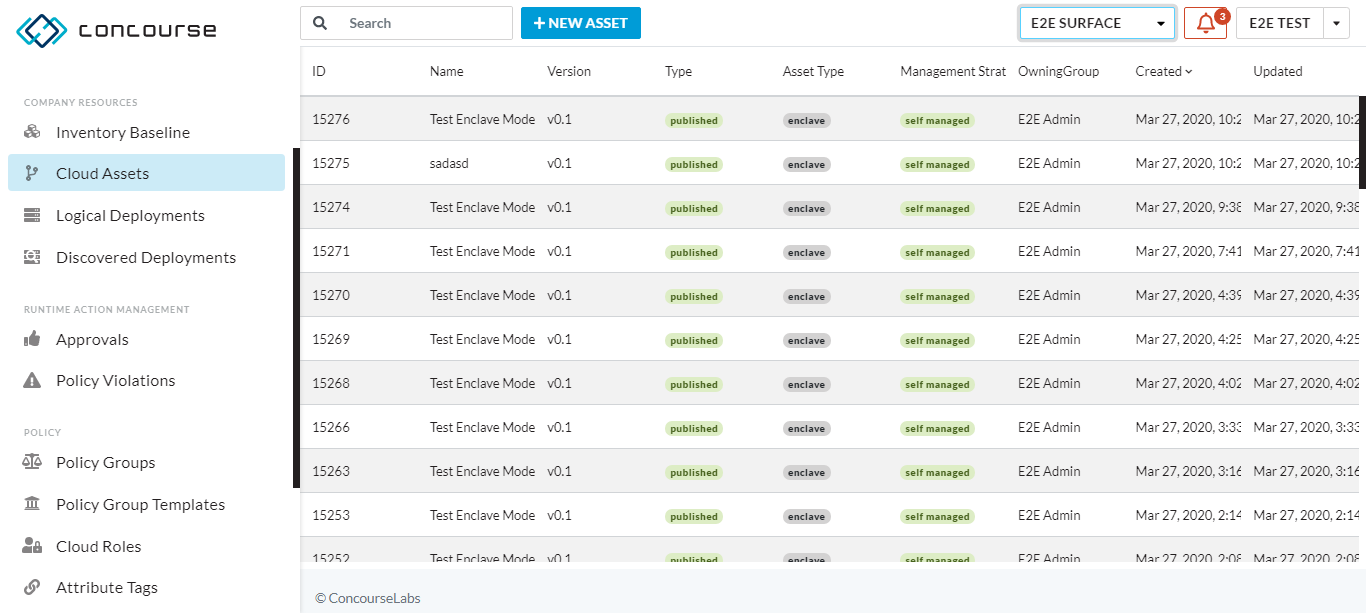 concourse
Search
+ NEW ASSET
E2E SURFACE
3
E2E TEST
COMPANY RESOURCES
Inventory Baseline
Cloud Assets
Logical Deployments
Discovered Deployments
RUNTIME ACTION MANAGEMENT
Approvals
Policy Violations
POLICY
Policy Groups
Policy Group Templates
Cloud Roles
Attribute Tags
ID Name Version Type Asset Type Management Strat OwningGroup Created Updated
15276 Test Enclave Mode v0.1 published enclave self managed E2E Admin Mar 27, 2020, 10:2 Mar 27, 2020, 10:2
15275 sadasd v0.1 published enclave self managed E2E Admin Mar 27, 2020, 10:2 Mar 27, 2020, 10:2
15274 Test Enclave Mode v0.1 published enclave self managed E2E Admin Mar 27, 2020, 9:38 Mar 27, 2020, 9:38
15271 Test Enclave Mode v0.1 published enclave self managed E2E Admin Mar 27, 2020, 7:41 Mar 27, 2020, 7:41
15270 Test Enclave Mode v0.1 published enclave self managed E2E Admin Mar 27, 2020, 4:39 Mar 27, 2020, 4:39
15269 Test Enclave Mode v0.1 published enclave self managed E2E Admin Mar 27, 2020, 4:25 Mar 27, 2020, 4:25
15268 Test Enclave Mode v0.1 published enclave self managed E2E Admin Mar 27, 2020, 4:02 Mar 27, 2020, 4:02
15266 Test Enclave Mode v0.1 published enclave self managed E2E Admin Mar 27, 2020, 3:33 Mar 27, 2020, 3:33
15263 Test Enclave Mode v0.1 published enclave self managed E2E Admin Mar 27, 2020, 3:16 Mar 27, 2020, 3:16
15253 Test Enclave Mode v0.1 published enclave self managed E2E Admin Mar 27, 2020, 2:14 Mar 27, 2020, 2:14
15252 Test Enclave Mode v0.1 published enclave self managed E2E Admin Mar 27, 2020, 2:08 Mar 27, 2020, 2:08
© ConcourseLabs